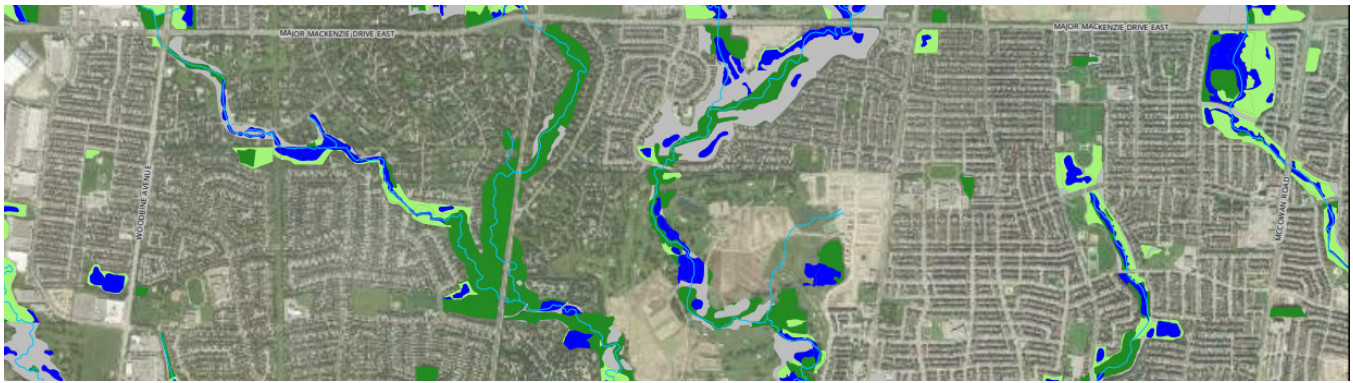 MAJOR MACKENZIE DRIVE EAST
MAJOR MACKENZIE DRIVE EAST
WOODBINE AVENUE
MCCOWAN ROAD